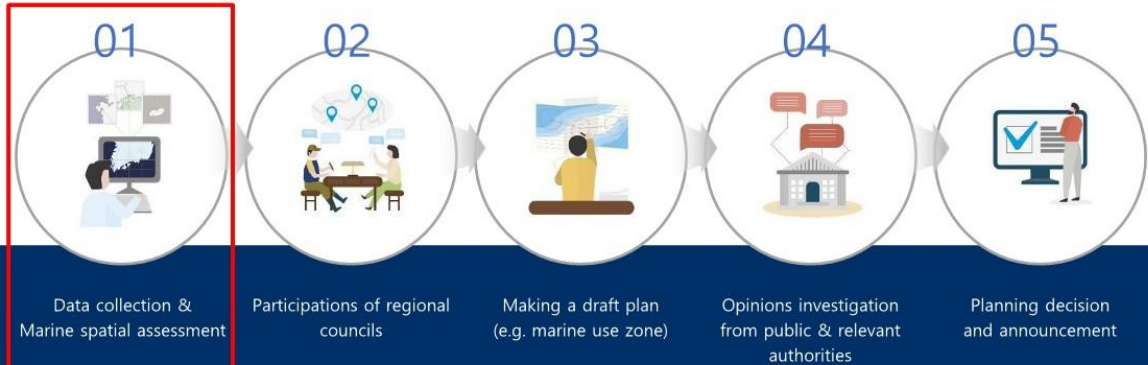 01
02
03
04
05
Data collection &
Marine spatial assessment
Participations of regional
councils
Making a draft plan
(e.g. marine use zone)
Opinions investigation
from public & relevant
authorities
Planning decision
and announcement